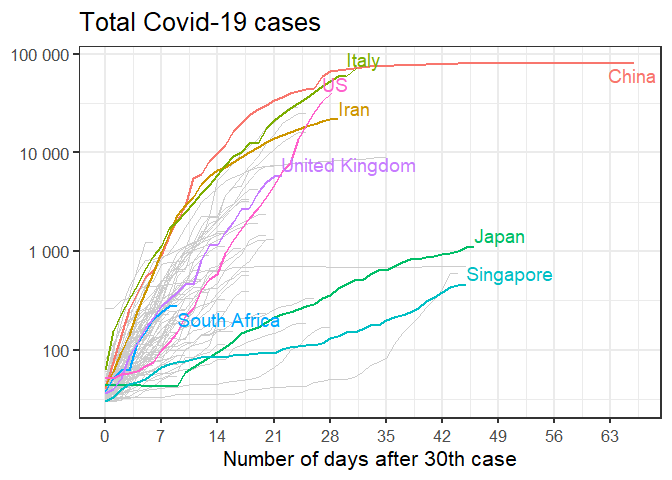 Total Covid-19 cases
100 000
10 000
1 000
100
Italy
US
China
Iran
United Kingdom
Japan
Singapore
South Africa
0 7 14 21 28 35 42 49 56 63
Number of days after 30th case